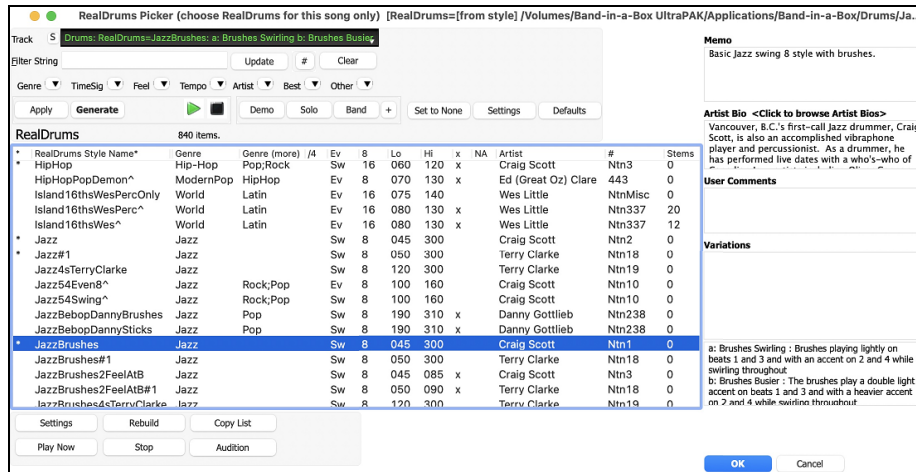 RealDrums Picker (choose RealDrums for this song only) [RealDrums=[from style] /Volumes/Band-in-a-Box UltraPAK/Applications/Band-in-a-Box/Drums/Ja...
Track S Drums: RealDrums=JazzBrushes: a: Brushes Swirling b: Brushes Busier
Filter String Update # Clear
Genre TimeSig Feel Tempo Artist Best Other
Apply Generate Demo Solo Band + Set to None Settings Defaults
RealDrums 840 items.
* RealDrums Style Name* Genre Genre (more) /4 Ev 8 Lo Hi x NA Artist # Stems
* HipHop Hip-Hop Pop;Rock Sw 16 060 120 x Craig Scott Ntn3 0
HipHopPopDemon^ ModernPop HipHop Ev 8 070 130 x Ed (Great Oz) Clare 443 0
Island16thsWesPercOnly World Latin Ev 16 075 140 Wes Little NtnMisc 0
Island16thsWesPerc^ World Latin Ev 16 080 130 x Wes Little Ntn337 20
Island16thsWes^ World Latin Ev 16 080 130 x Wes Little Ntn337 12
* Jazz Jazz Sw 8 045 300 Craig Scott Ntn2 0
* Jazz#1 Jazz Sw 8 050 300 Terry Clarke Ntn18 0
Jazz4sTerryClarke Jazz Sw 8 120 300 Terry Clarke Ntn19 0
Jazz54Even8^ Jazz Rock;Pop Ev 8 100 160 Craig Scott Ntn10 0
Jazz54Swing^ Jazz Rock;Pop Sw 8 100 160 Craig Scott Ntn10 0
JazzBebopDannyBrushes Jazz Pop Sw 8 190 310 x Danny Gottlieb Ntn238 0
JazzBebopDannySticks Jazz Pop Sw 8 190 310 x Danny Gottlieb Ntn238 0
* JazzBrushes Jazz Sw 8 045 300 Craig Scott Ntn1 0
JazzBrushes#1 Jazz Sw 8 050 300 Terry Clarke Ntn18 0
JazzBrushes2FeelAtB Jazz Sw 8 045 085 x Craig Scott Ntn3 0
JazzBrushes2FeelAtB#1 Jazz Sw 8 050 090 x Terry Clarke Ntn18 0
JazzBrushes4sTerryClarke Jazz Sw 8 120 300 Terry Clarke Ntn19 0
Settings Rebuild Copy List
Play Now Stop Audition
Memo
Basic Jazz swing 8 style with brushes.
Artist Bio <Click to browse Artist Bios>
Vancouver, B.C.'s first-call Jazz drummer, Craig
Scott, is also an accomplished vibraphone
player and percussionist. As a drummer, he
has performed live dates with a who's-who of
User Comments
Variations
a: Brushes Swirling : Brushes playing lightly on
beats 1 and 3 and with an accent on 2 and 4 while
swirling throughout
b: Brushes Busier : The brushes play a double light
accent on beats 1 and 3 and with a heavier accent
on 2 and 4 while swirling throughout
OK Cancel